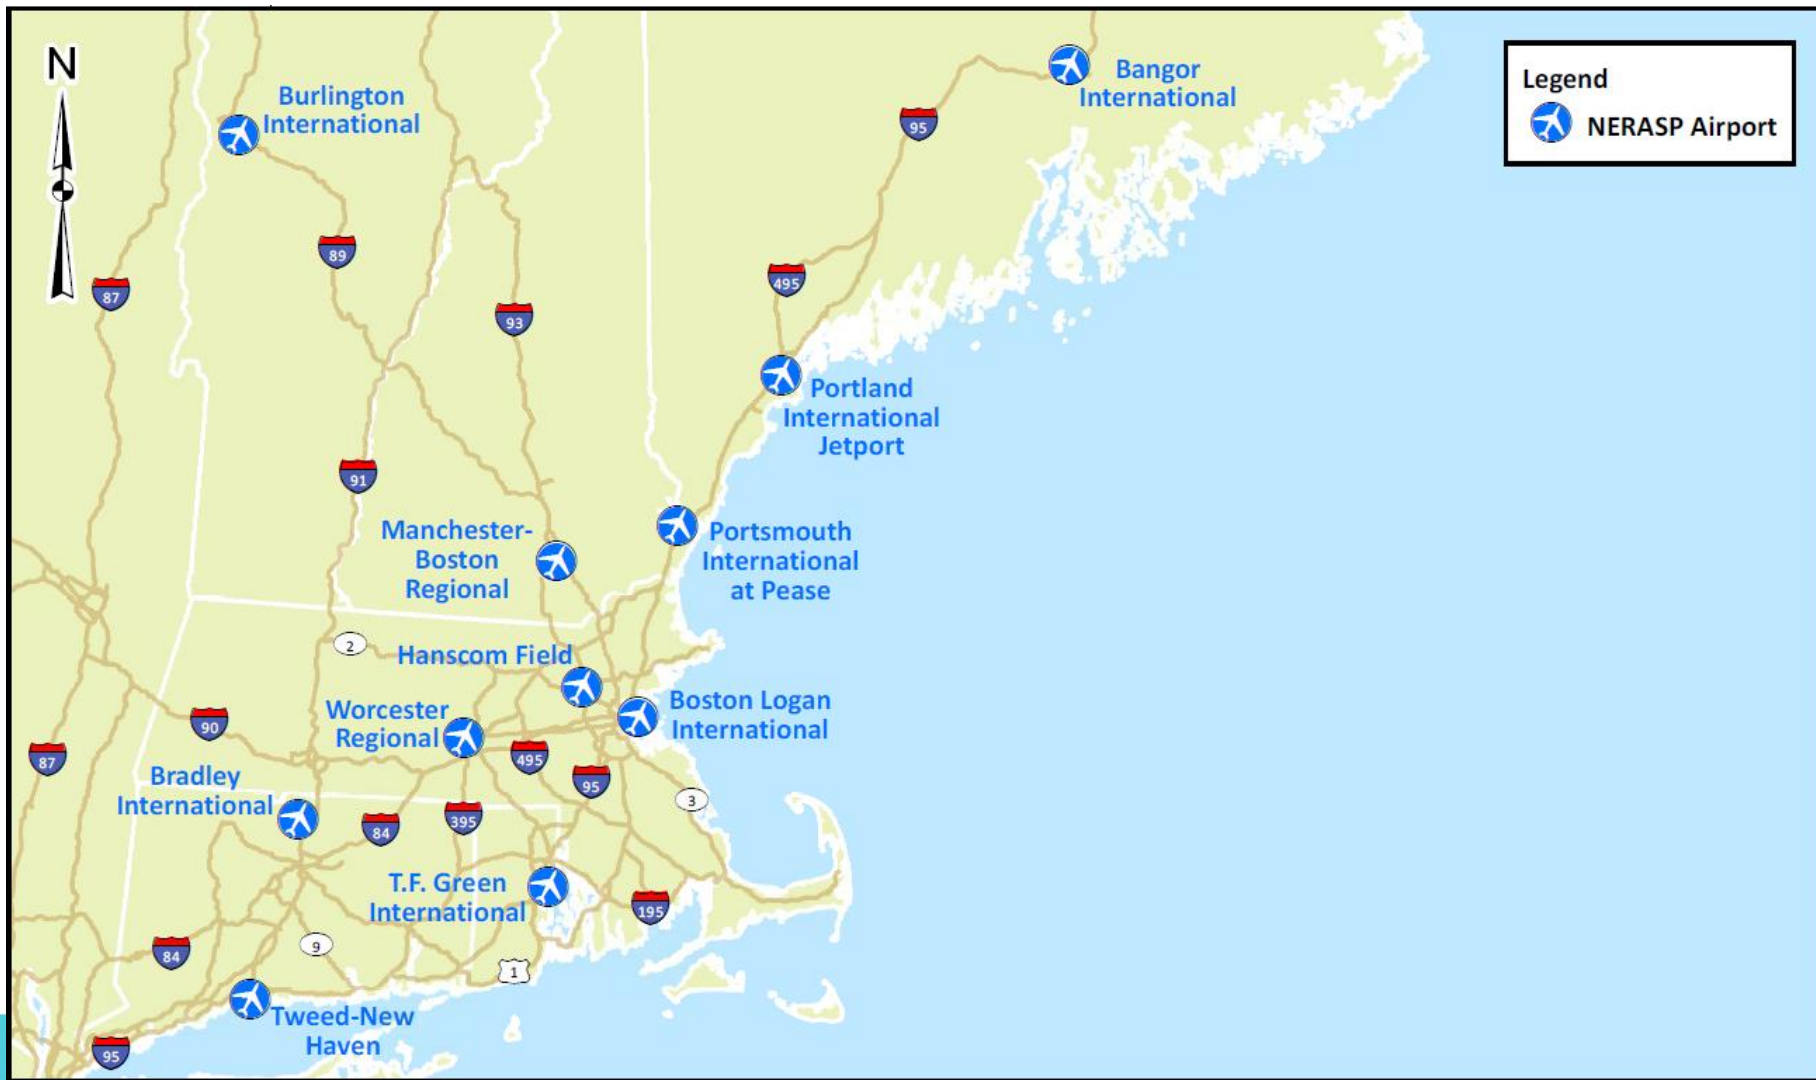 N
Burlington
International
Bangor
International
Legend
NERASP Airport
95
89
87
495
93
Portland
International
Jetport
91
Manchester-
Boston
Regional
Portsmouth
International
at Pease
2
Hanscom Field
Worcester
Regional
Boston Logan
International
90
87
495
95
3
Bradley
International
84
395
T.F. Green
International
195
84
9
1
Tweed-New
Haven
95